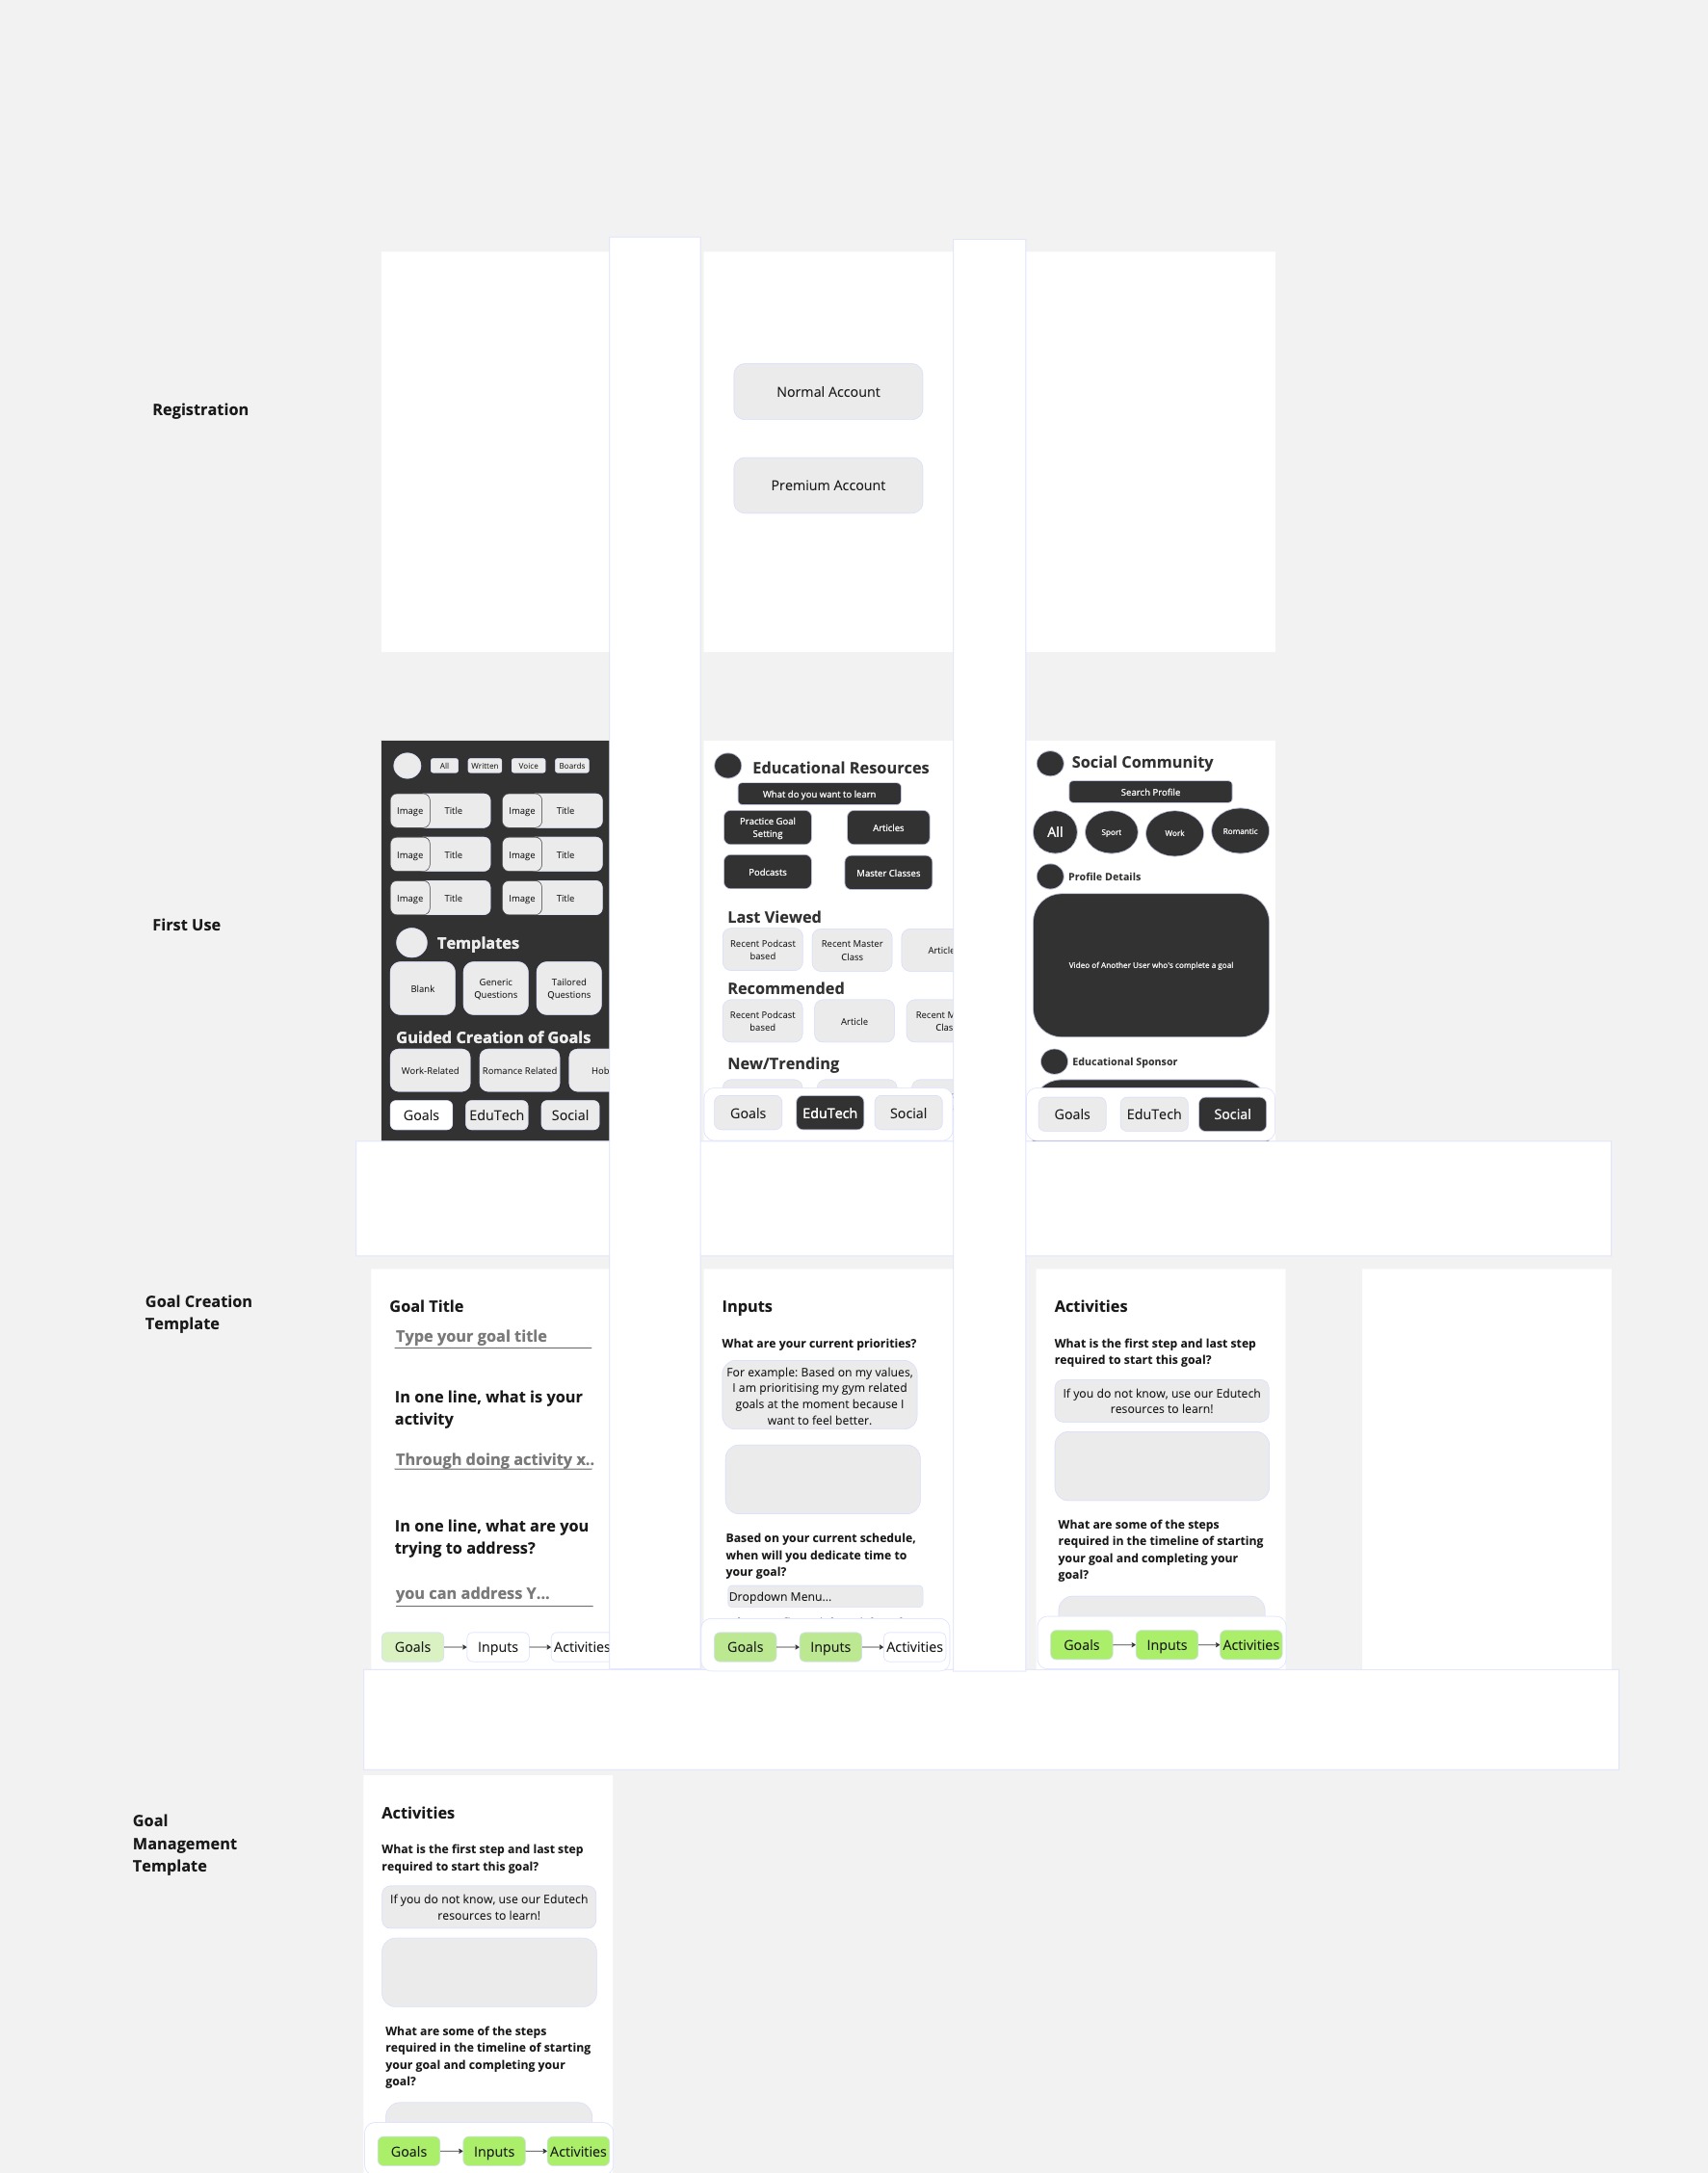 Registration
Normal Account
Premium Account
First Use
All
Written
Voice
Boards
Image
Title
Image
Title
Image
Title
Image
Title
Image
Title
Image
Title
Templates
Blank
Generic
Questions
Tailored
Questions
Guided Creation of Goals
Work-Related
Romance Related
Hob
Goals
EduTech
Social
Educational Resources
What do you want to learn
Practice Goal
Setting
Articles
Podcasts
Master Classes
Last Viewed
Recent Podcast
based
Recent Master
Class
Article
Recommended
Recent Podcast
based
Article
Recent M
Clas
New/Trending
Goals
EduTech
Social
Social Community
Search Profile
All
Sport
Work
Romantic
Profile Details
Video of Another User who's complete a goal
Educational Sponsor
Goals
EduTech
Social
Goal Creation
Template
Goal Title
Type your goal title
In one line, what is your
activity
Through doing activity x..
In one line, what are you
trying to address?
you can address Y...
Goals
Inputs
Activities
Inputs
What are your current priorities?
For example: Based on my values,
I am prioritising my gym related
goals at the moment because I
want to feel better.
Based on your current schedule,
when will you dedicate time to
your goal?
Dropdown Menu...
Goals
Inputs
Activities
Activities
What is the first step and last step
required to start this goal?
If you do not know, use our Edutech
resources to learn!
What are some of the steps
required in the timeline of starting
your goal and completing your
goal?
Goals
Inputs
Activities
Goal
Management
Template
Activities
What is the first step and last step
required to start this goal?
If you do not know, use our Edutech
resources to learn!
What are some of the steps
required in the timeline of starting
your goal and completing your
goal?
Goals
Inputs
Activities